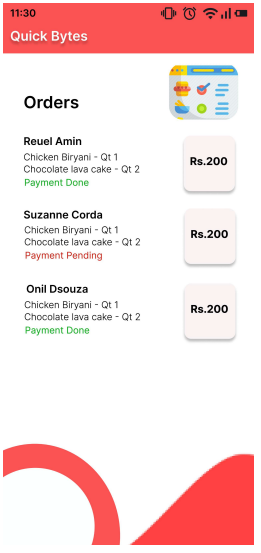 11:30
Quick Bytes
Orders
Reuel Amin
Chicken Biryani - Qt 1
Chocolate lava cake - Qt 2
Payment Done
Rs.200
Suzanne Corda
Chicken Biryani - Qt 1
Chocolate lava cake - Qt 2
Payment Pending
Rs.200
Onil Dsouza
Chicken Biryani - Qt 1
Chocolate lava cake - Qt 2
Payment Done
Rs.200